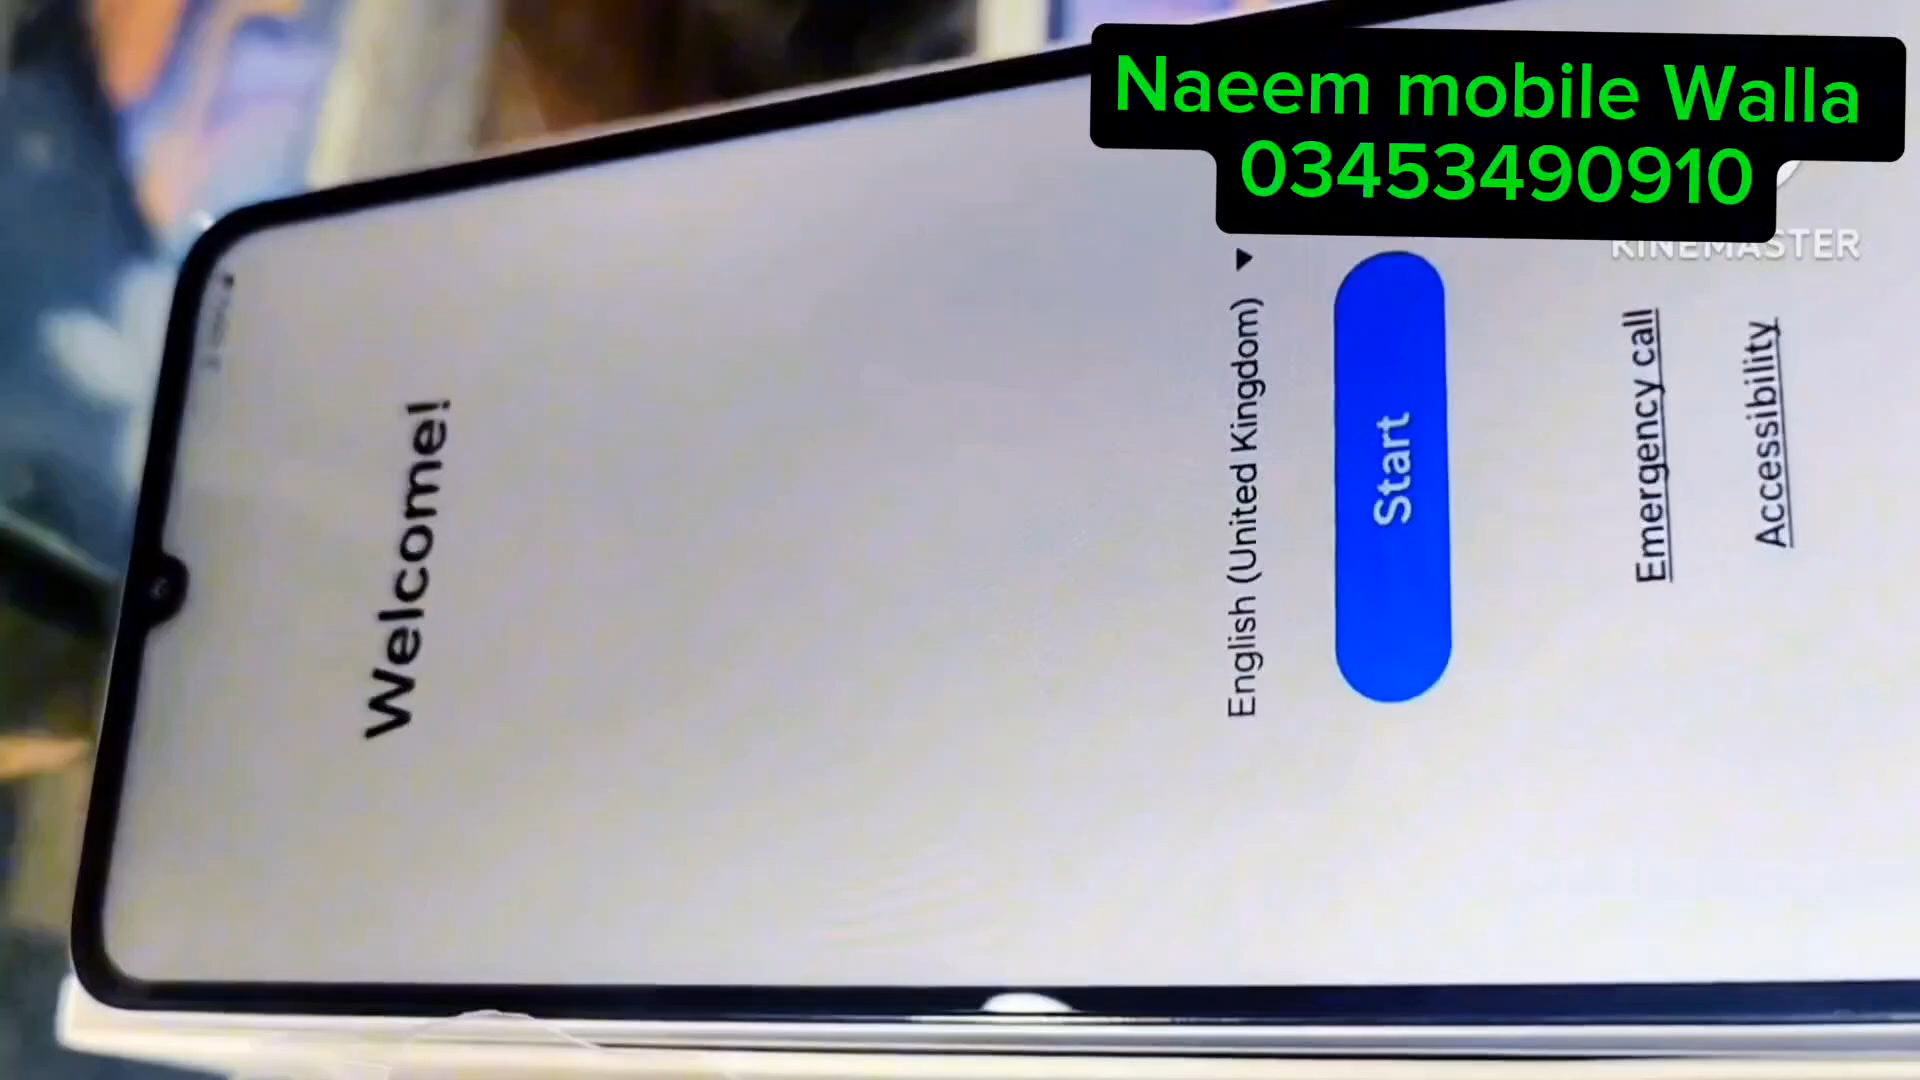 Naeem mobile Walla
03453490910
KINEMASTER
Welcome!
English (United Kingdom) ▼
Start
Emergency call
Accessibility